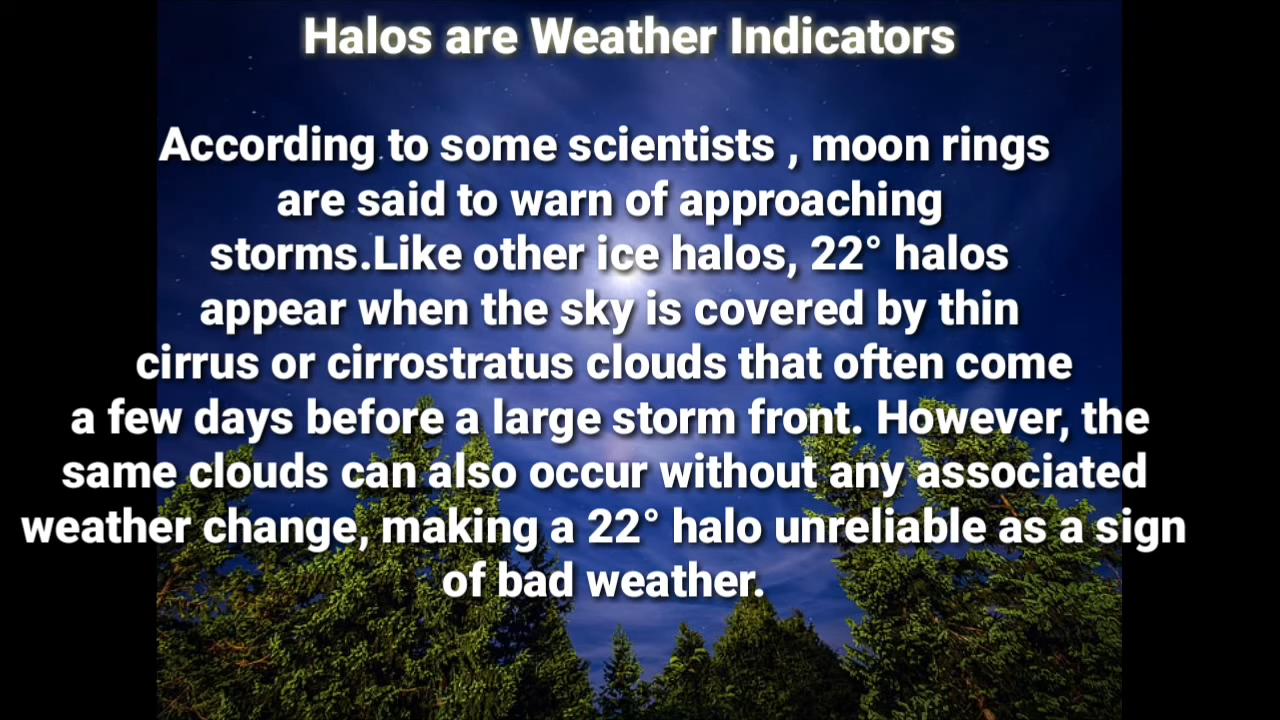 Halos are Weather Indicators
According to some scientists , moon rings
are said to warn of approaching
storms.Like other ice halos, 22° halos
appear when the sky is covered by thin
cirrus or cirrostratus clouds that often come
a few days before a large storm front. However, the
same clouds can also occur without any associated
weather change, making a 22° halo unreliable as a sign
of bad weather.